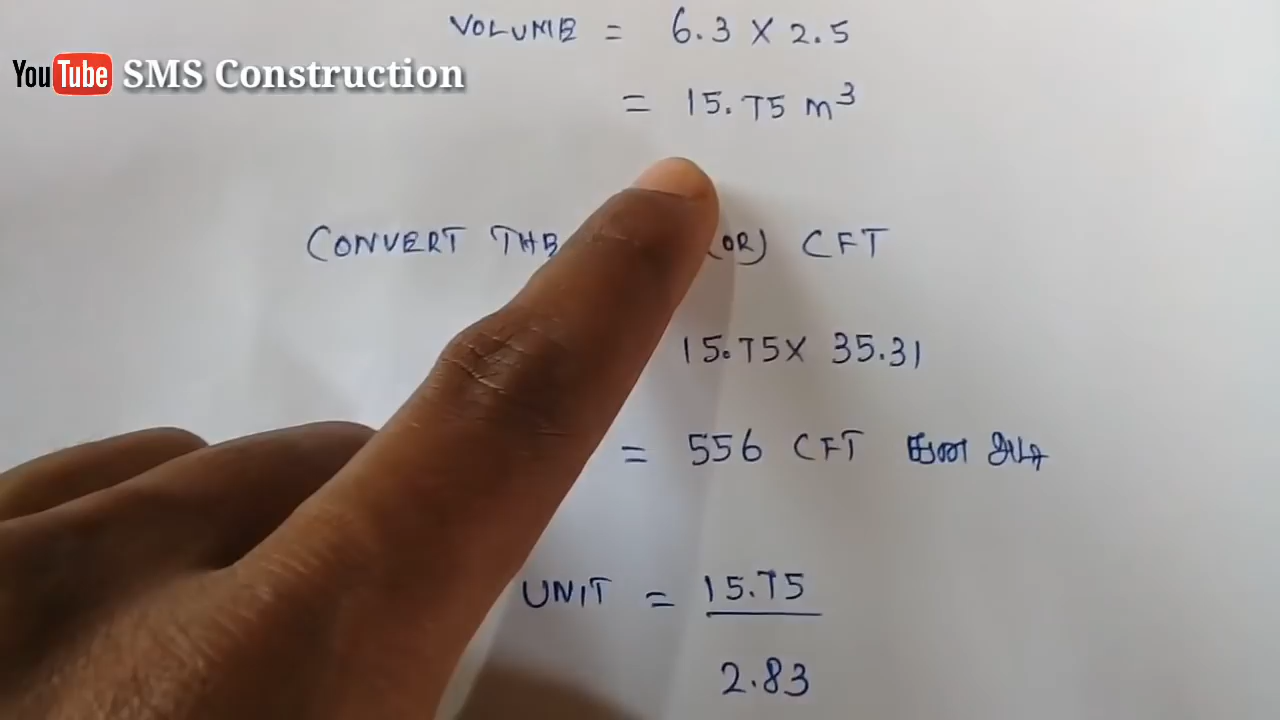 VOLUME = 6.3 X 2.5
YouTube SMS Construction
= 15.75 m³
CONVERT THE (OR) CFT
15.75 X 35.31
= 556 CFT கன அடி
UNIT = 15.75
2.83